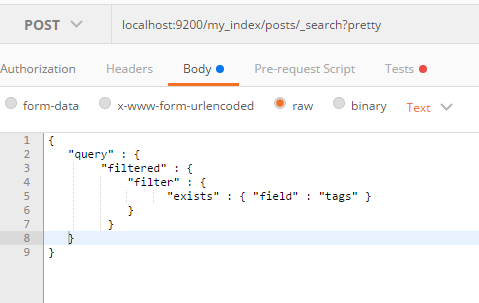 POST localhost:9200/my_index/posts/_search?pretty
Authorization Headers Body Pre-request Script Tests
form-data x-www-form-urlencoded raw binary Text
1 {
2 "query" : {
3 "filtered" : {
4 "filter" : {
5 "exists" : { "field" : "tags" }
6 }
7 }
8 }
9 }